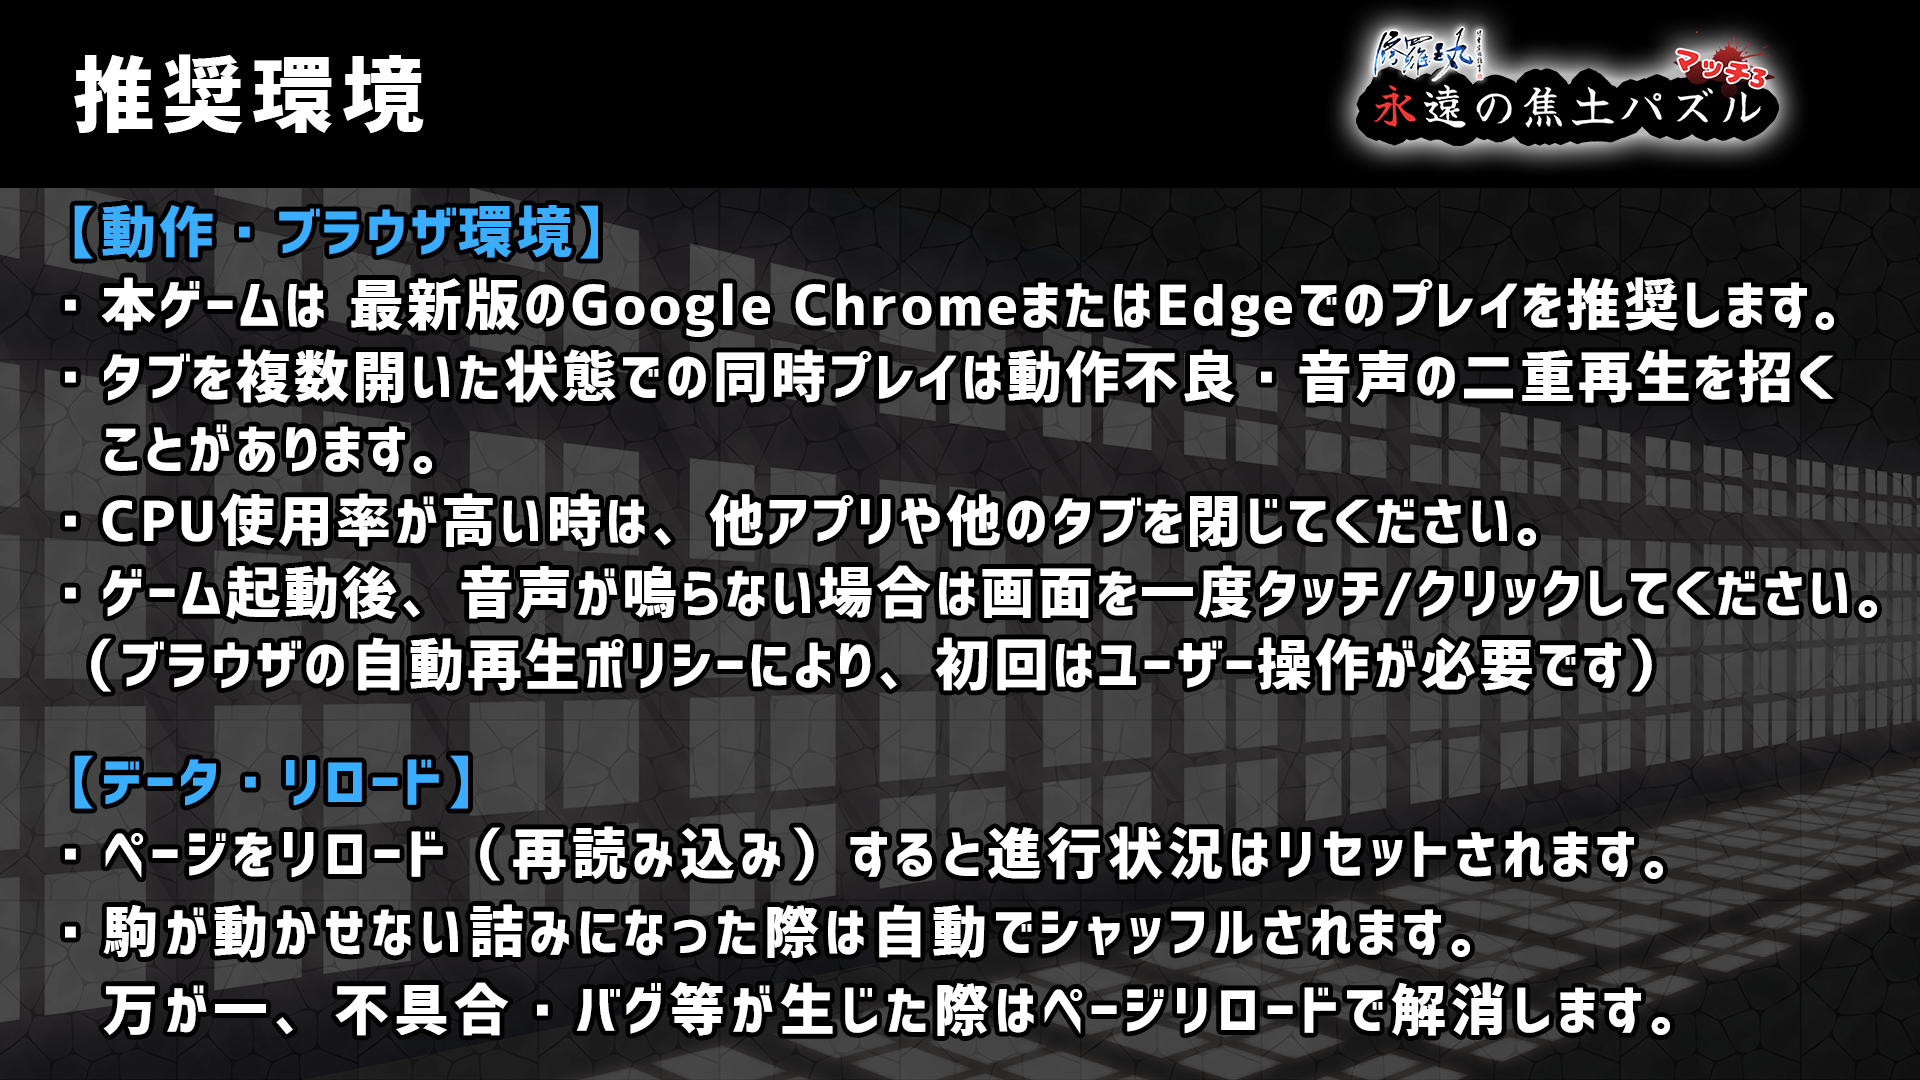 推奨環境
修羅丸
マッチ3
永遠の焦土パズル
【動作・ブラウザ環境】
・本ゲームは 最新版のGoogle ChromeまたはEdgeでのプレイを推奨します。
・タブを複数開いた状態での同時プレイは動作不良・音声の二重再生を招く
ことがあります。
・CPU使用率が高い時は、他アプリや他のタブを閉じてください。
・ゲーム起動後、音声が鳴らない場合は画面を一度タッチ/クリックしてください。
（ブラウザの自動再生ポリシーにより、初回はユーザー操作が必要です）
【データ・リロード】
・ページをリロード（再読み込み）すると進行状況はリセットされます。
・駒が動かせない詰みになった際は自動でシャッフルされます。
万が一、不具合・バグ等が生じた際はページリロードで解消します。